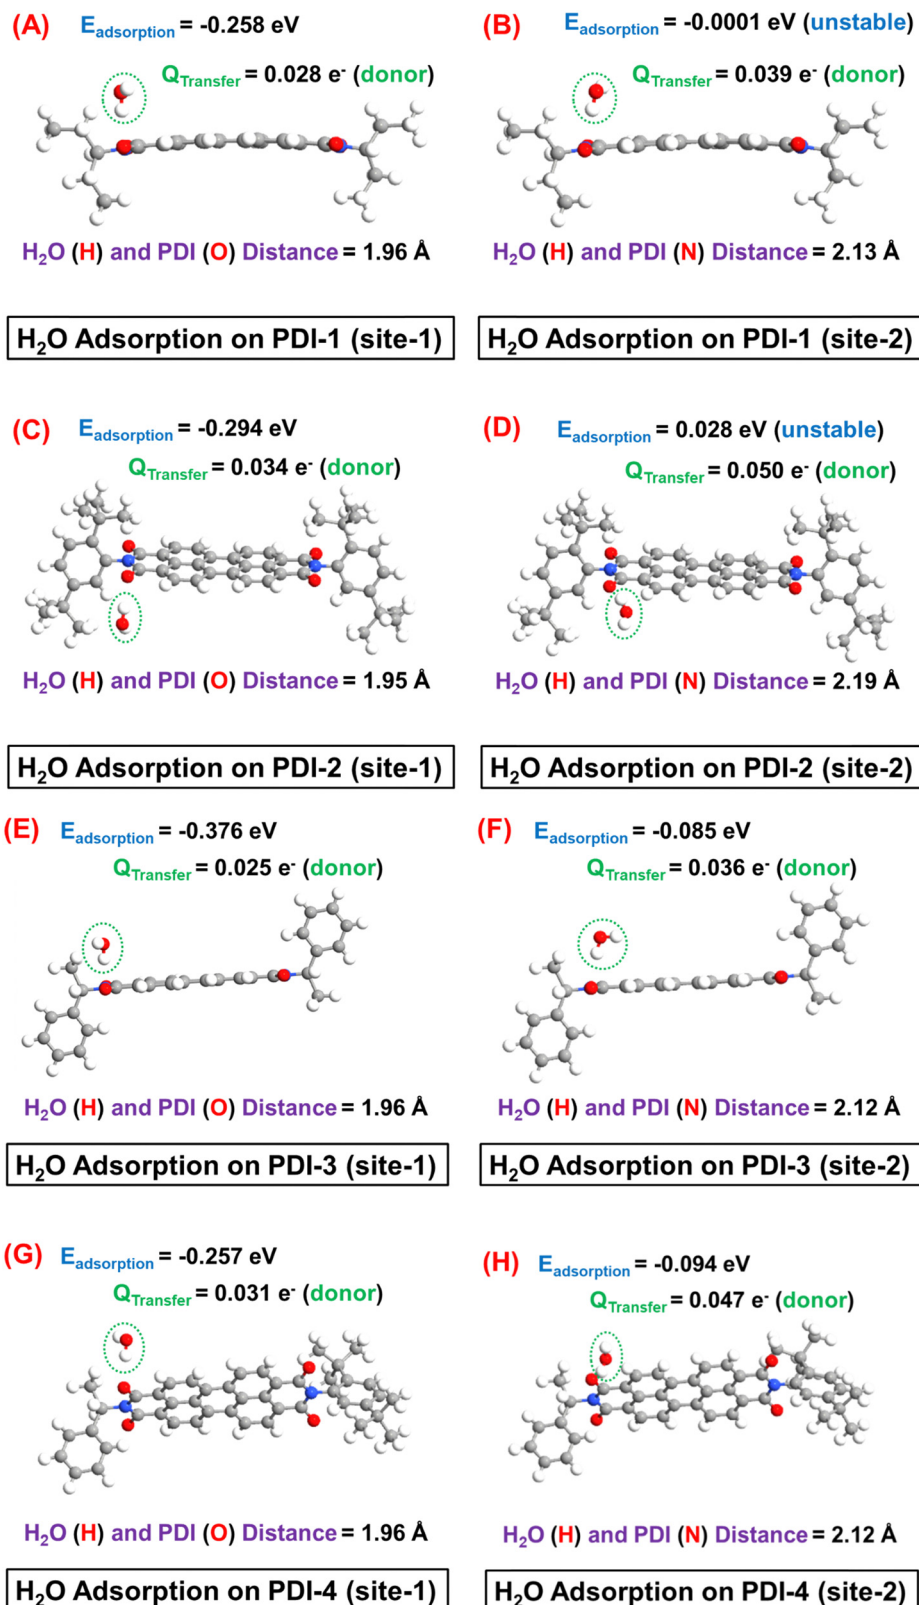 (A) Eadsorption = -0.258 eV
QTransfer = 0.028 e- (donor)
H2O (H) and PDI (O) Distance = 1.96 Å
H2O Adsorption on PDI-1 (site-1)
(B) Eadsorption = -0.0001 eV (unstable)
QTransfer = 0.039 e- (donor)
H2O (H) and PDI (N) Distance = 2.13 Å
H2O Adsorption on PDI-1 (site-2)
(C) Eadsorption = -0.294 eV
QTransfer = 0.034 e- (donor)
H2O (H) and PDI (O) Distance = 1.95 Å
H2O Adsorption on PDI-2 (site-1)
(D) Eadsorption = 0.028 eV (unstable)
QTransfer = 0.050 e- (donor)
H2O (H) and PDI (N) Distance = 2.19 Å
H2O Adsorption on PDI-2 (site-2)
(E) Eadsorption = -0.376 eV
QTransfer = 0.025 e- (donor)
H2O (H) and PDI (O) Distance = 1.96 Å
H2O Adsorption on PDI-3 (site-1)
(F) Eadsorption = -0.085 eV
QTransfer = 0.036 e- (donor)
H2O (H) and PDI (N) Distance = 2.12 Å
H2O Adsorption on PDI-3 (site-2)
(G) Eadsorption = -0.257 eV
QTransfer = 0.031 e- (donor)
H2O (H) and PDI (O) Distance = 1.96 Å
H2O Adsorption on PDI-4 (site-1)
(H) Eadsorption = -0.094 eV
QTransfer = 0.047 e- (donor)
H2O (H) and PDI (N) Distance = 2.12 Å
H2O Adsorption on PDI-4 (site-2)